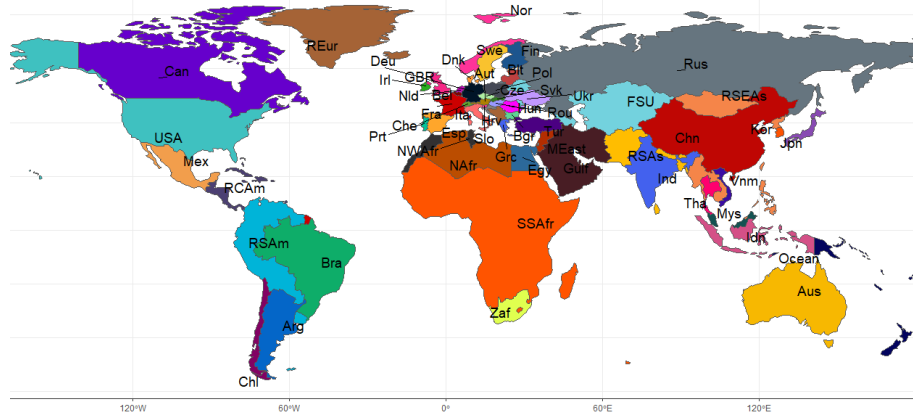 Nor
REur
Deu
Dnk
Swe
Fin
Can
Irl
GBR
Aut
Bit
Pol
Rus
Nld
Bel
Cze
Svk
Ukr
FSU
RSEAs
USA
Fra
Ita
Hun
Rou
Prt
Che
Esp
Slo
Hrv
Bgr
Tur
Chn
Kor
Jpn
Mex
NWAfr
NAfr
Grc
Egy
MEast
Gulf
RSAs
Ind
RCAm
Tha
Vnm
Mys
RSAm
SSAfr
Idn
Bra
Ocean
Aus
Arg
Zaf
Chl
120°W
60°W
0°
60°E
120°E